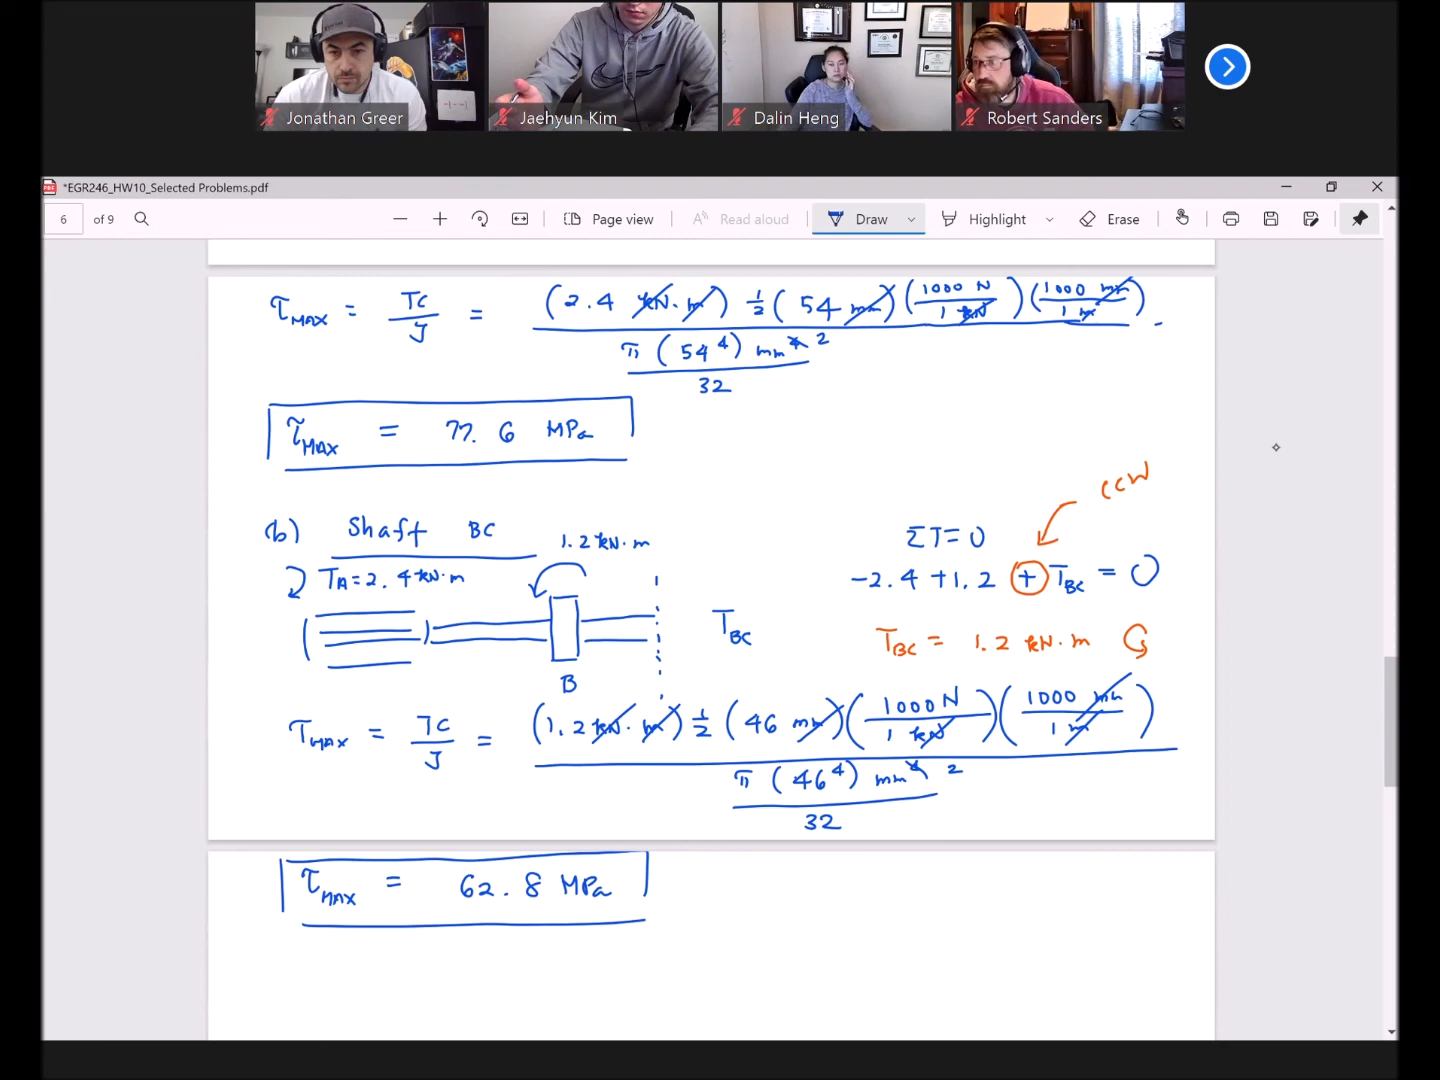 Jonathan Greer
Jaehyun Kim
Dalin Heng
Robert Sanders
*EGR246_HW10_Selected Problems.pdf
6 of 9
Page view
Read aloud
Draw
Highlight
Erase
τMAX = TC/J = (2.4 kN·m) 1/2 (54 mm) (1000 N / 1 kN) (1000 mm / 1 m)
π (54⁴) mm⁴ 2
32
τMAX = 77.6 MPa
CCW
(b) Shaft BC
1.2 kN·m
ΣT = 0
TA = 2.4 kN·m
-2.4 + 1.2 + TBC = 0
TBC
TBC = 1.2 kN·m
B
τMAX = TC/J = (1.2 kN·m) 1/2 (46 mm) (1000 N / 1 kN) (1000 mm / 1 m)
π (46⁴) mm⁴ 2
32
τMAX = 62.8 MPa